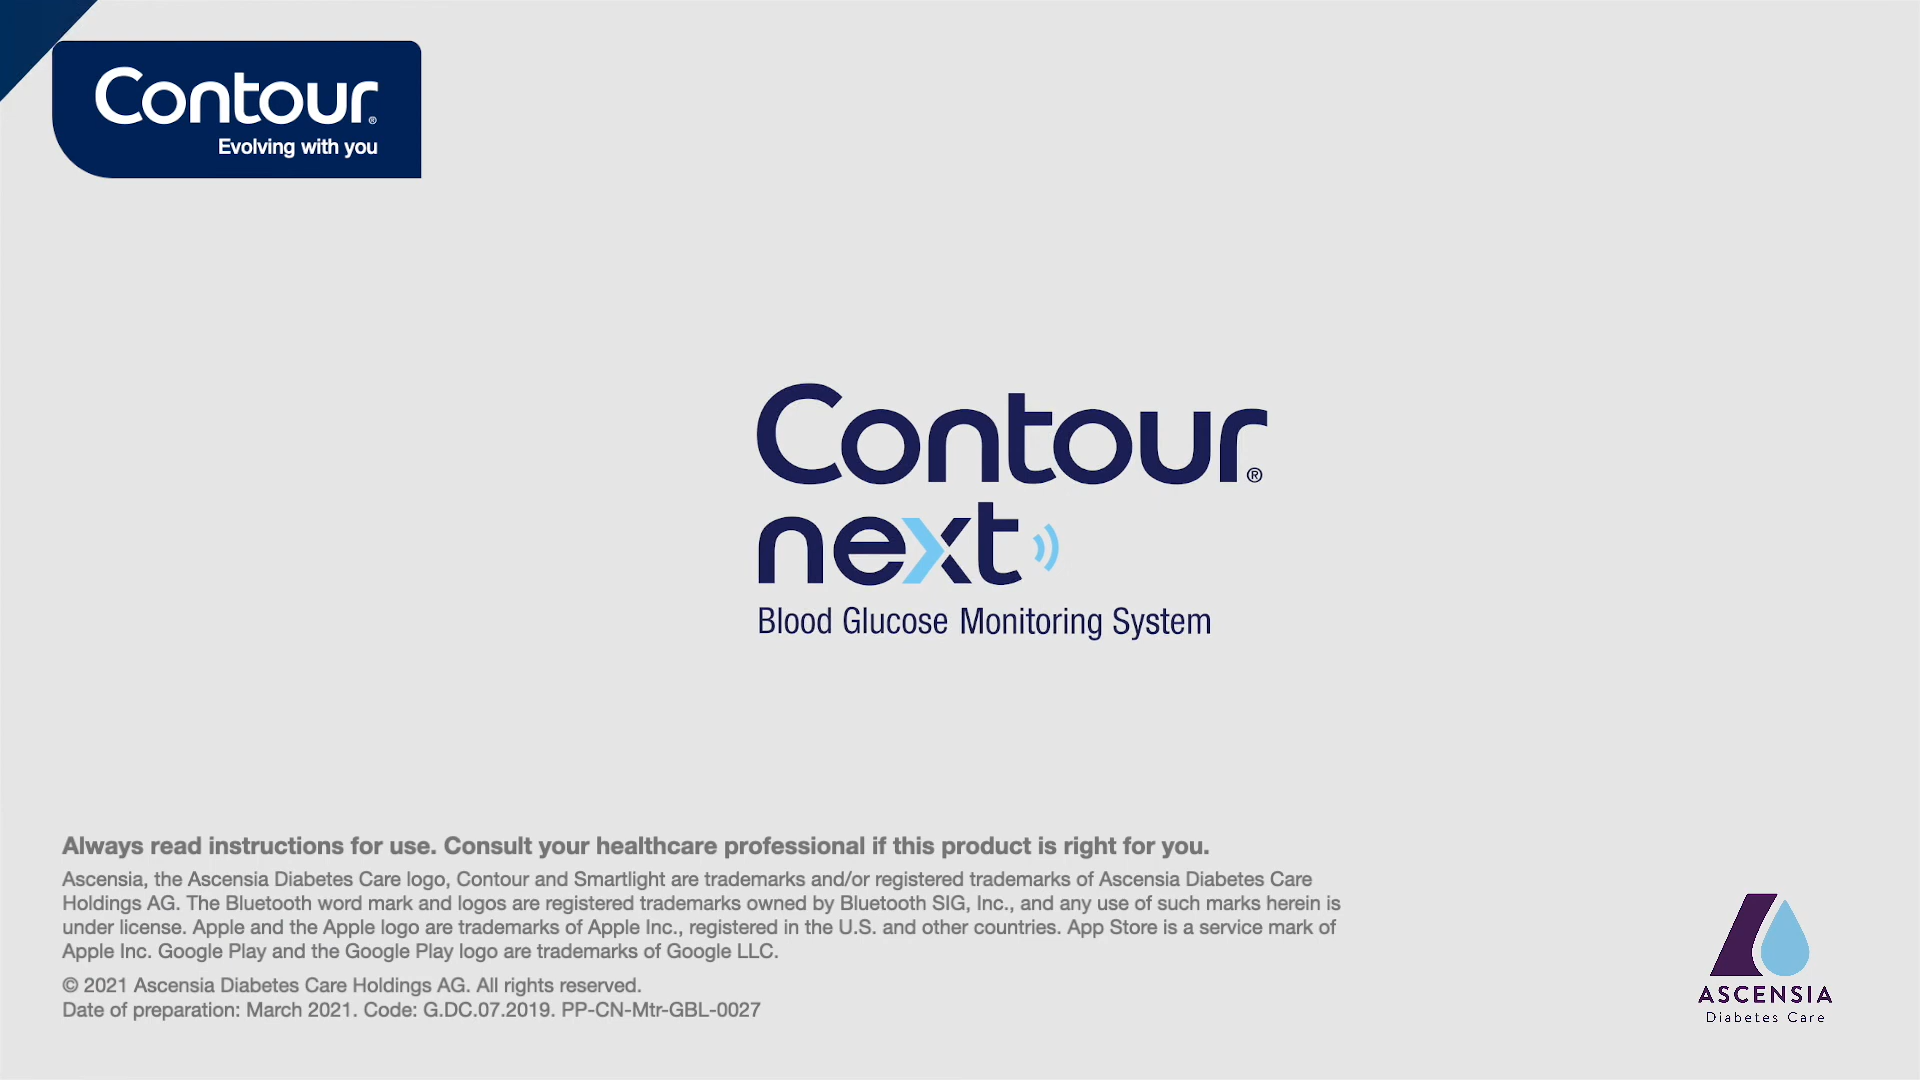 Contour®
Evolving with you
Contour®
next
Blood Glucose Monitoring System
Always read instructions for use. Consult your healthcare professional if this product is right for you.
Ascensia, the Ascensia Diabetes Care logo, Contour and Smartlight are trademarks and/or registered trademarks of Ascensia Diabetes Care
Holdings AG. The Bluetooth word mark and logos are registered trademarks owned by Bluetooth SIG, Inc., and any use of such marks herein is
under license. Apple and the Apple logo are trademarks of Apple Inc., registered in the U.S. and other countries. App Store is a service mark of
Apple Inc. Google Play and the Google Play logo are trademarks of Google LLC.
© 2021 Ascensia Diabetes Care Holdings AG. All rights reserved.
Date of preparation: March 2021. Code: G.DC.07.2019. PP-CN-Mtr-GBL-0027
ASCENSIA
Diabetes Care